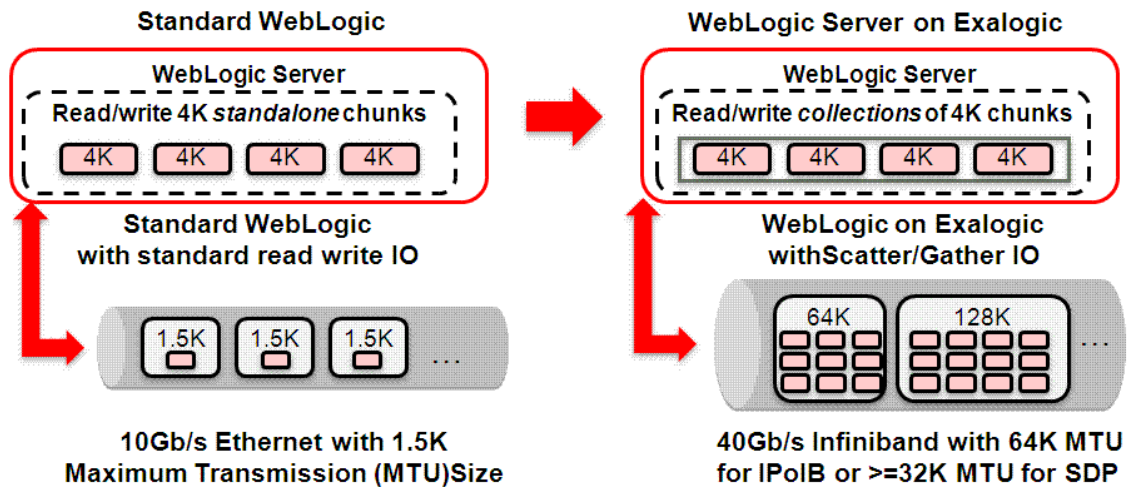 Standard WebLogic
WebLogic Server
Read/write 4K standalone chunks
4K 4K 4K 4K
Standard WebLogic
with standard read write IO
1.5K 1.5K 1.5K ...
10Gb/s Ethernet with 1.5K
Maximum Transmission (MTU)Size
WebLogic Server on Exalogic
WebLogic Server
Read/write collections of 4K chunks
4K 4K 4K 4K
WebLogic on Exalogic
withScatter/Gather IO
64K 128K ...
40Gb/s Infiniband with 64K MTU
for IPoIB or >=32K MTU for SDP